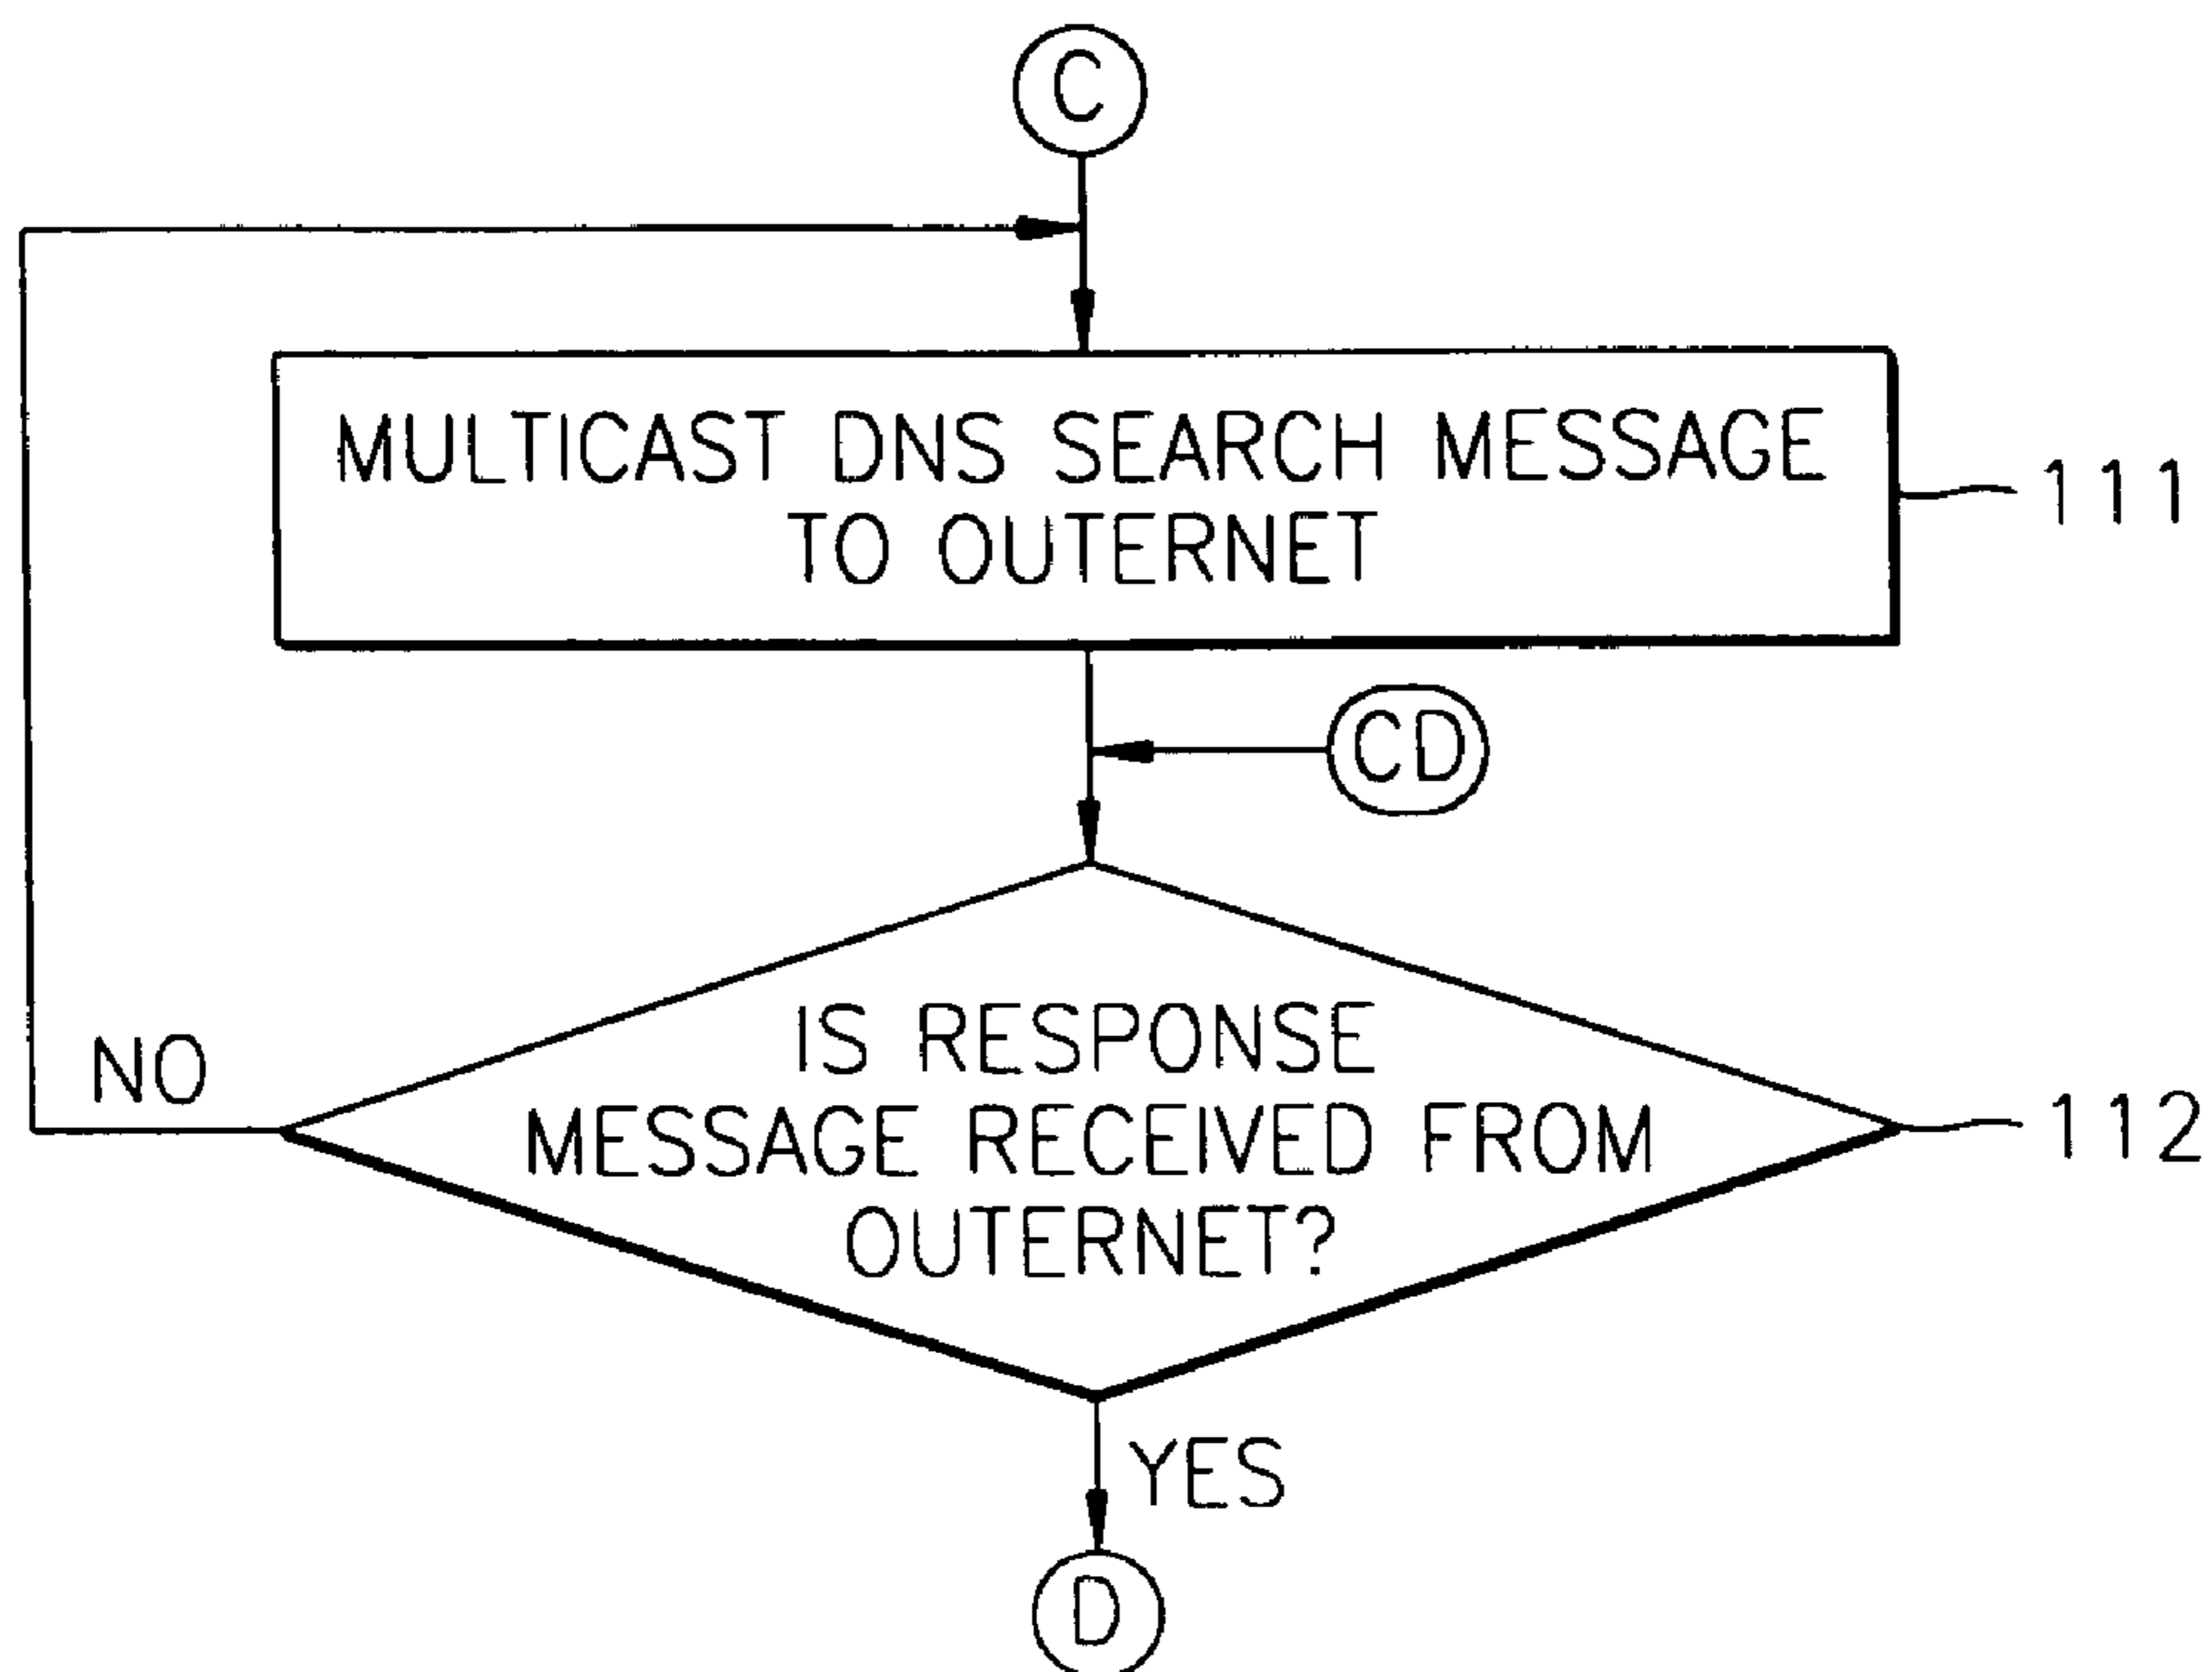 C
MULTICAST DNS SEARCH MESSAGE
TO OUTERNET
111
CD
IS RESPONSE
MESSAGE RECEIVED FROM
OUTERNET?
NO
112
YES
D